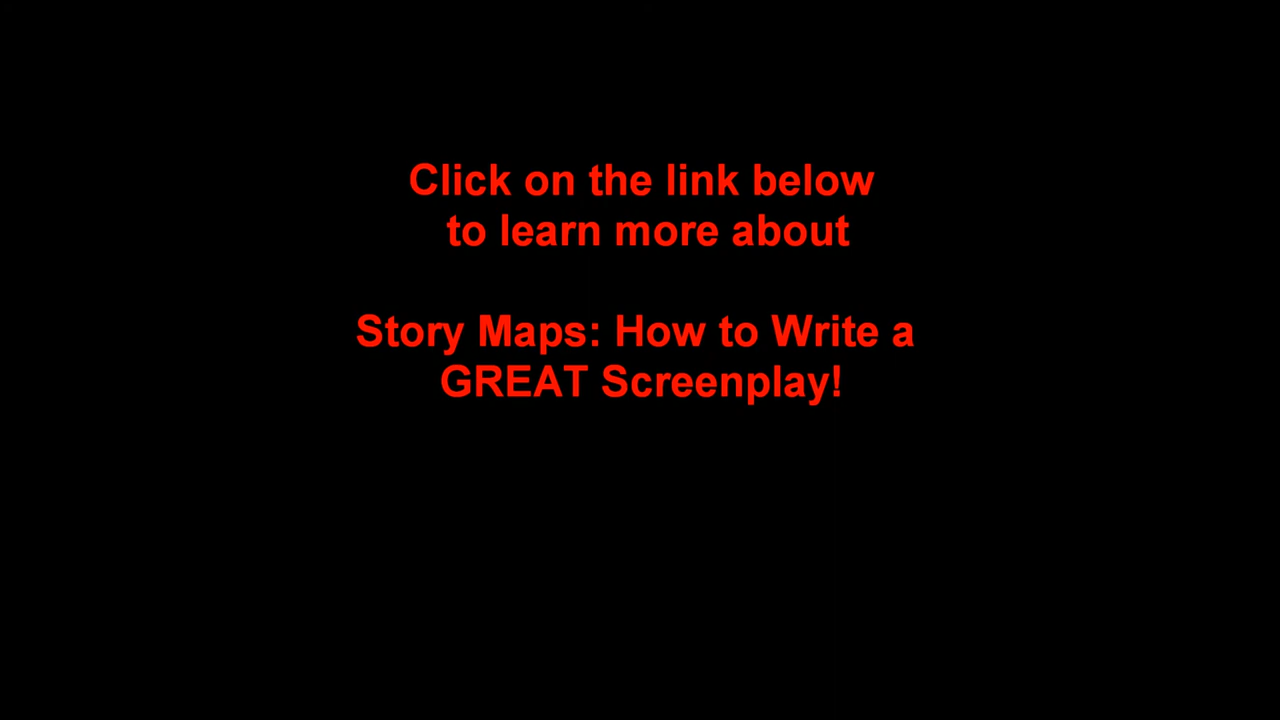 Click on the link below
to learn more about
Story Maps: How to Write a
GREAT Screenplay!